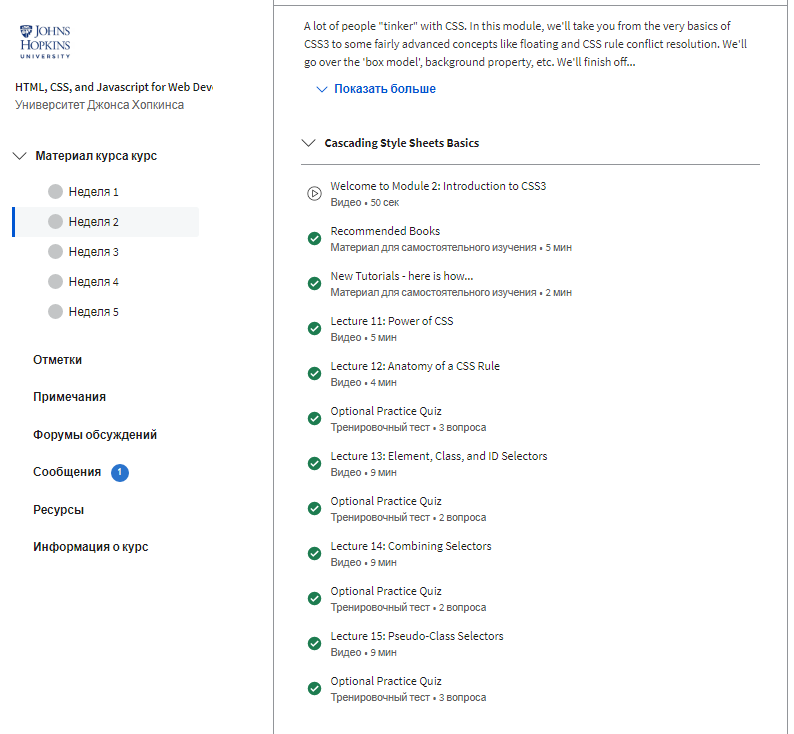 JOHNS
HOPKINS
UNIVERSITY
HTML, CSS, and Javascript for Web Dev
Университет Джонса Хопкинса
Материал курса курс
Неделя 1
Неделя 2
Неделя 3
Неделя 4
Неделя 5
Отметки
Примечания
Форумы обсуждений
Сообщения 1
Ресурсы
Информация о курс
A lot of people "tinker" with CSS. In this module, we'll take you from the very basics of
CSS3 to some fairly advanced concepts like floating and CSS rule conflict resolution. We'll
go over the 'box model', background property, etc. We'll finish off...
Показать больше
Cascading Style Sheets Basics
Welcome to Module 2: Introduction to CSS3
Видео • 50 сек
Recommended Books
Материал для самостоятельного изучения • 5 мин
New Tutorials - here is how...
Материал для самостоятельного изучения • 2 мин
Lecture 11: Power of CSS
Видео • 5 мин
Lecture 12: Anatomy of a CSS Rule
Видео • 4 мин
Optional Practice Quiz
Тренировочный тест • 3 вопроса
Lecture 13: Element, Class, and ID Selectors
Видео • 9 мин
Optional Practice Quiz
Тренировочный тест • 2 вопроса
Lecture 14: Combining Selectors
Видео • 9 мин
Optional Practice Quiz
Тренировочный тест • 2 вопроса
Lecture 15: Pseudo-Class Selectors
Видео • 9 мин
Optional Practice Quiz
Тренировочный тест • 3 вопроса